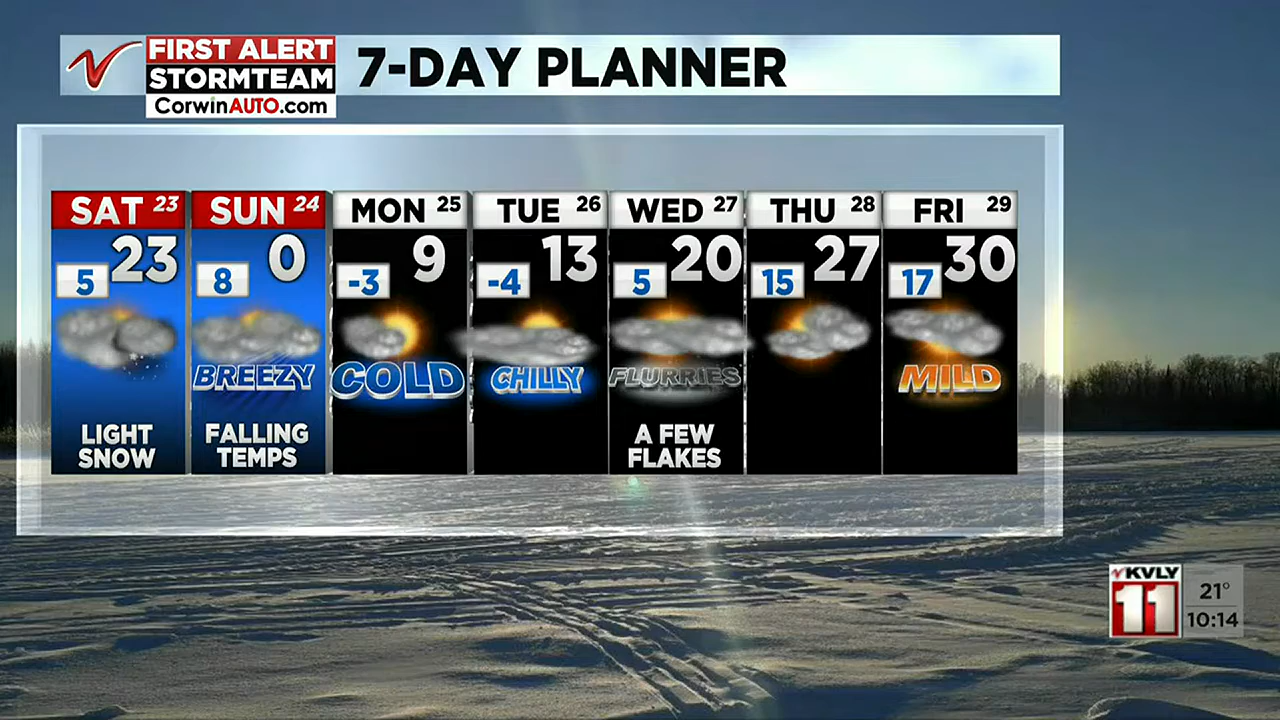 FIRST ALERT
STORMTEAM
CorwinAUTO.com
7-DAY PLANNER
SAT 23
SUN 24
MON 25
TUE 26
WED 27
THU 28
FRI 29
5 23
8 0
-3 9
-4 13
5 20
15 27
17 30
BREEZY
COLD
CHILLY
FLURRIES
MILD
LIGHT
SNOW
FALLING
TEMPS
A FEW
FLAKES
KVLY
11
21°
10:14